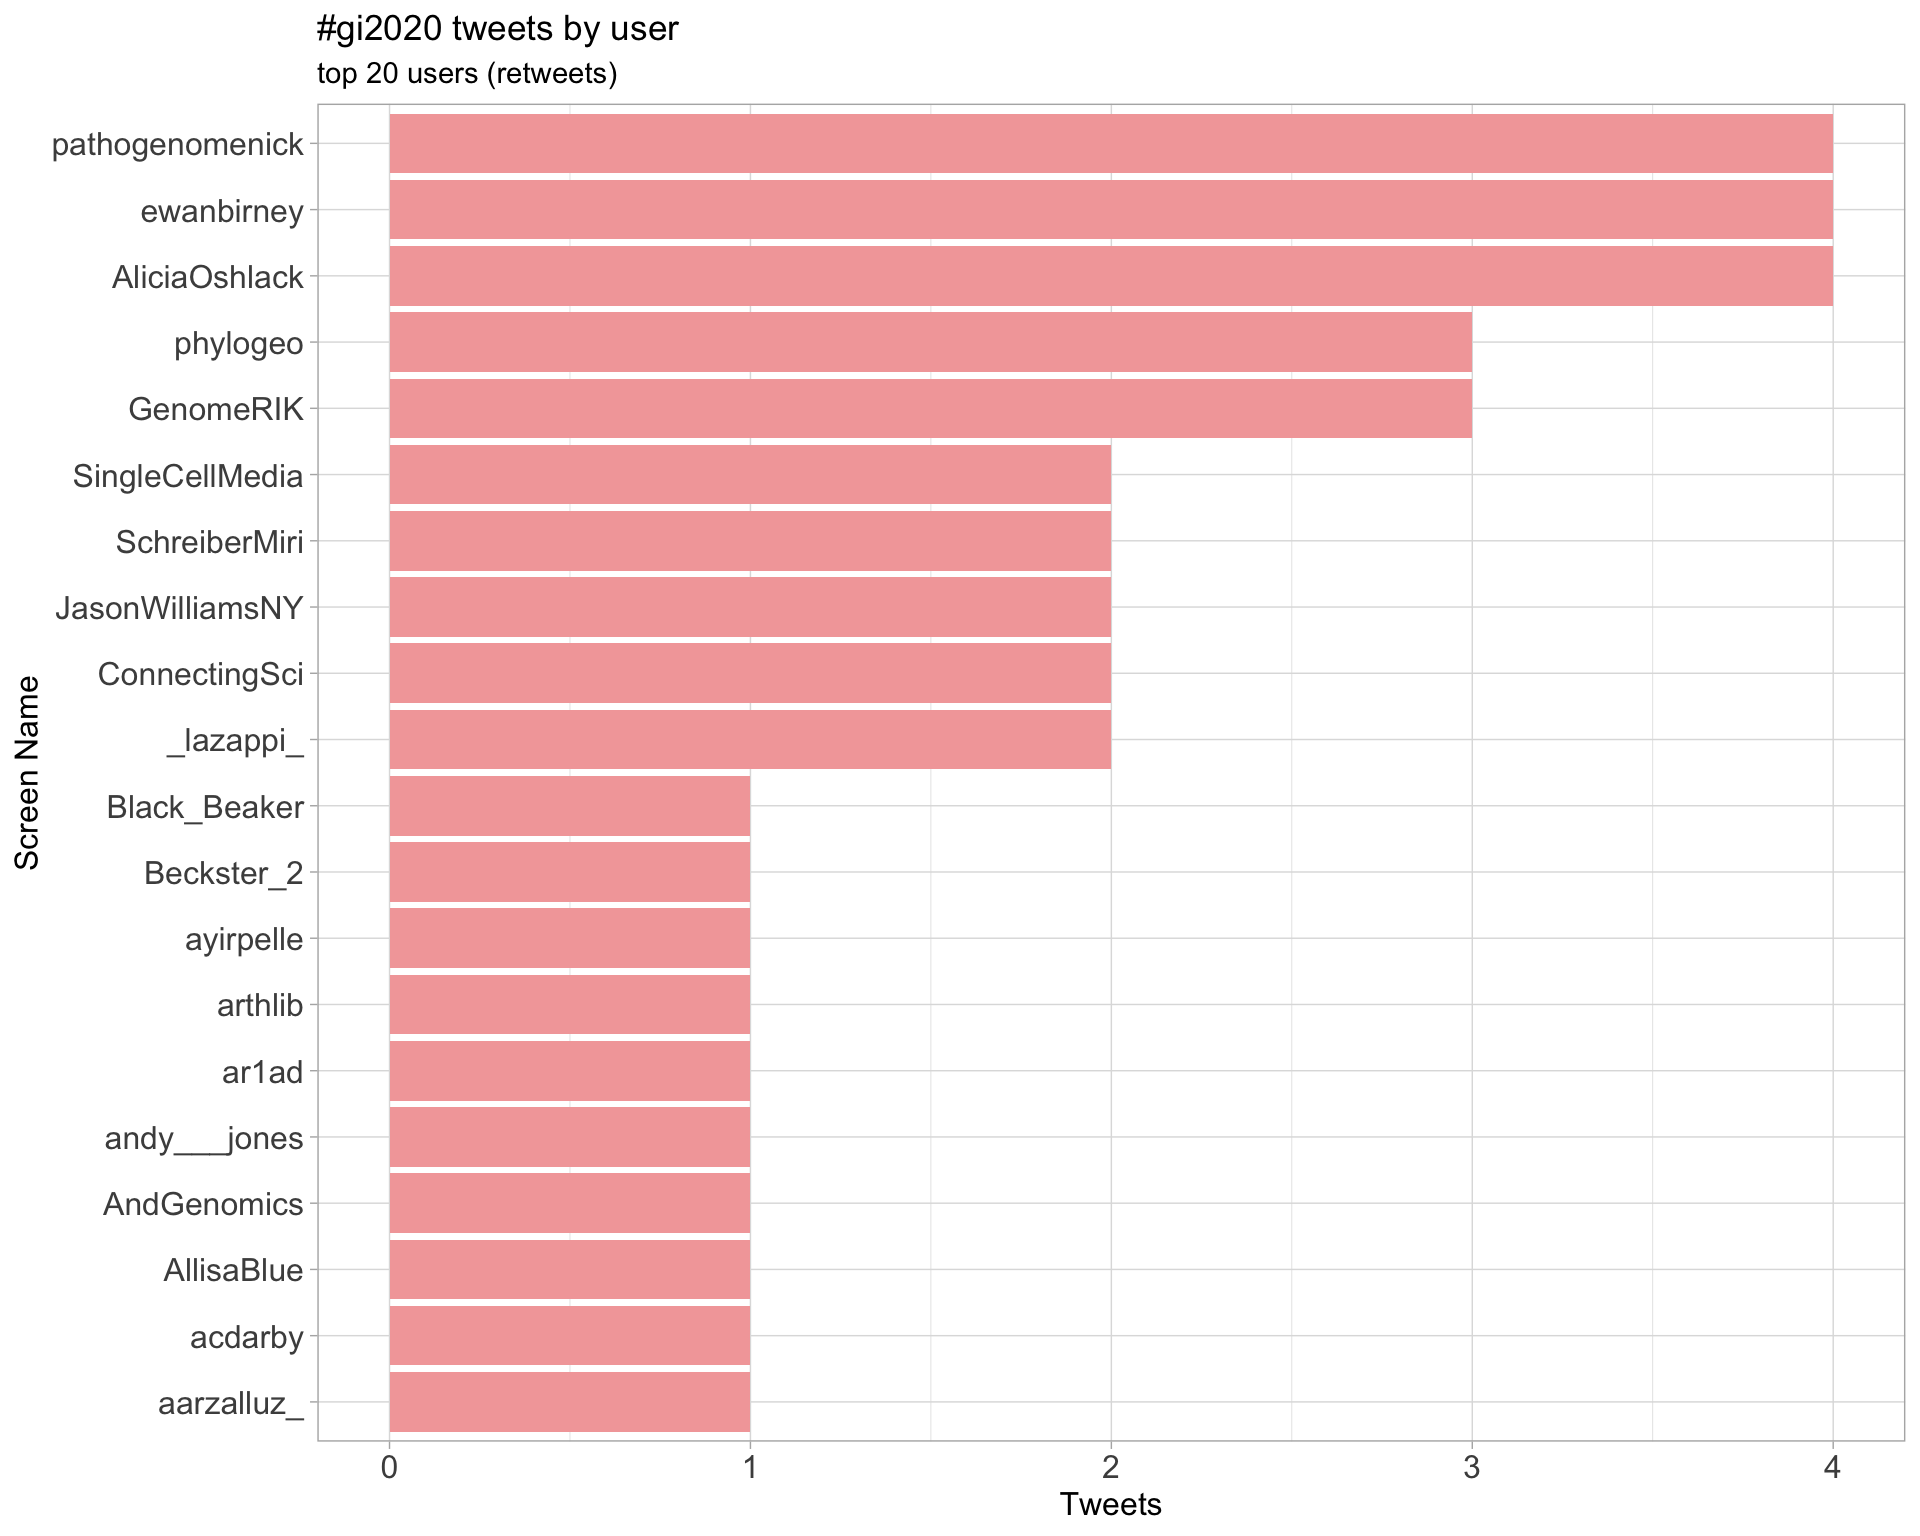 #gi2020 tweets by user
top 20 users (retweets)
pathogenomenick
ewanbirney
AliciaOshlack
phylogeo
GenomeRIK
SingleCellMedia
SchreiberMiri
JasonWilliamsNY
ConnectingSci
_lazappi_
Black_Beaker
Beckster_2
ayirpelle
arthlib
ar1ad
andy___jones
AndGenomics
AllisaBlue
acdarby
aarzalluz_
Screen Name
0 1 2 3 4
Tweets